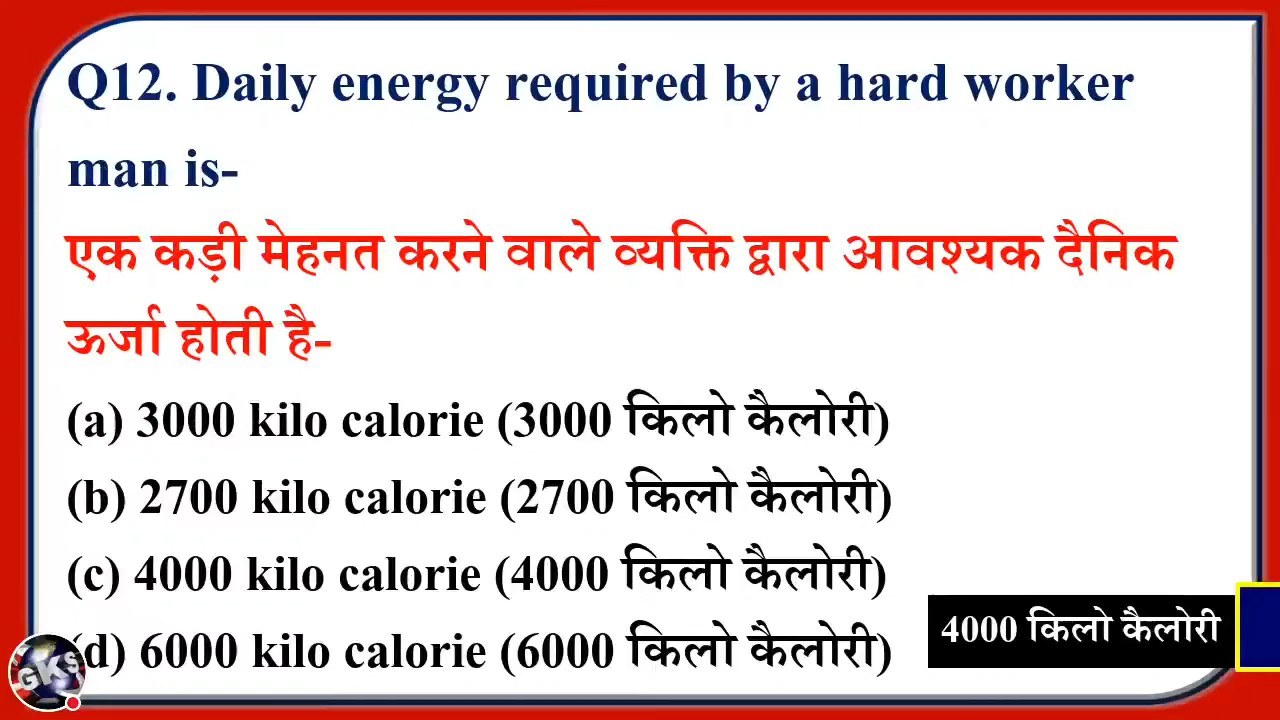 Q12. Daily energy required by a hard worker
man is-
एक कड़ी मेहनत करने वाले व्यक्ति द्वारा आवश्यक दैनिक
ऊर्जा होती है-
(a) 3000 kilo calorie (3000 किलो कैलोरी)
(b) 2700 kilo calorie (2700 किलो कैलोरी)
(c) 4000 kilo calorie (4000 किलो कैलोरी)
4000 किलो कैलोरी
(d) 6000 kilo calorie (6000 किलो कैलोरी)
GKS